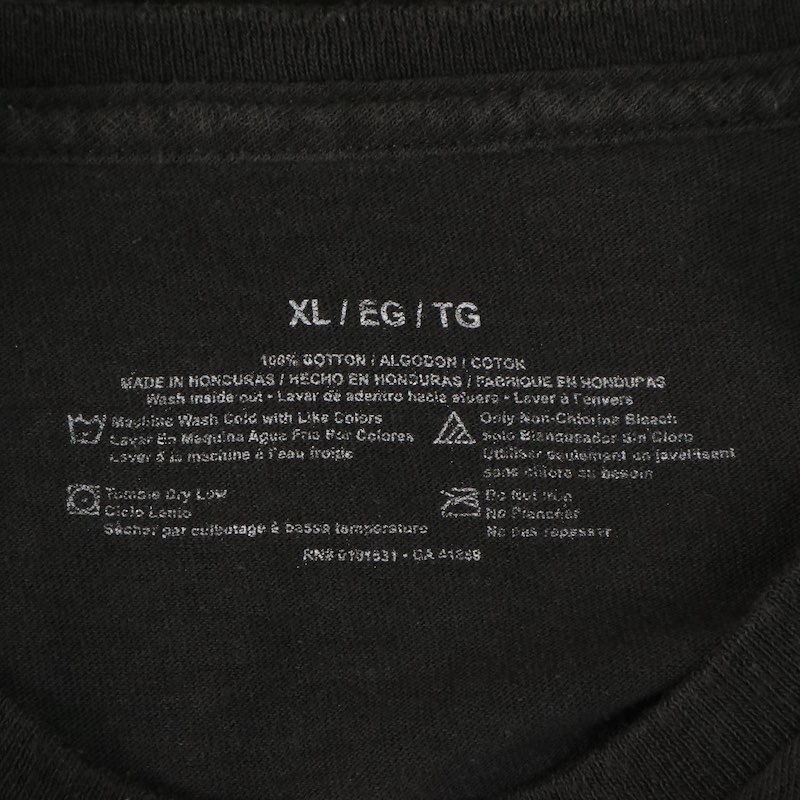 XL / EG / TG
100% COTTON / ALGODON / COTON
MADE IN HONDURAS / HECHO EN HONDURAS / FABRIQUE EN HONDURAS
Wash inside out • Lavar de adentro hacia afuera • Laver à l'envers
Machine Wash Cold with Like Colors
Lavar En Maquina Agua Fria Por Colores
Laver à la machine à l'eau froide
Only Non-Chlorine Bleach
Solo Blanqueador Sin Cloro
Utiliser seulement un javellisant
sans chlore au besoin
Tumble Dry Low
Ciclo Lento
Sécher par culbutage à basse température
Do Not Iron
No Planchar
Ne pas repasser
RN# • CA